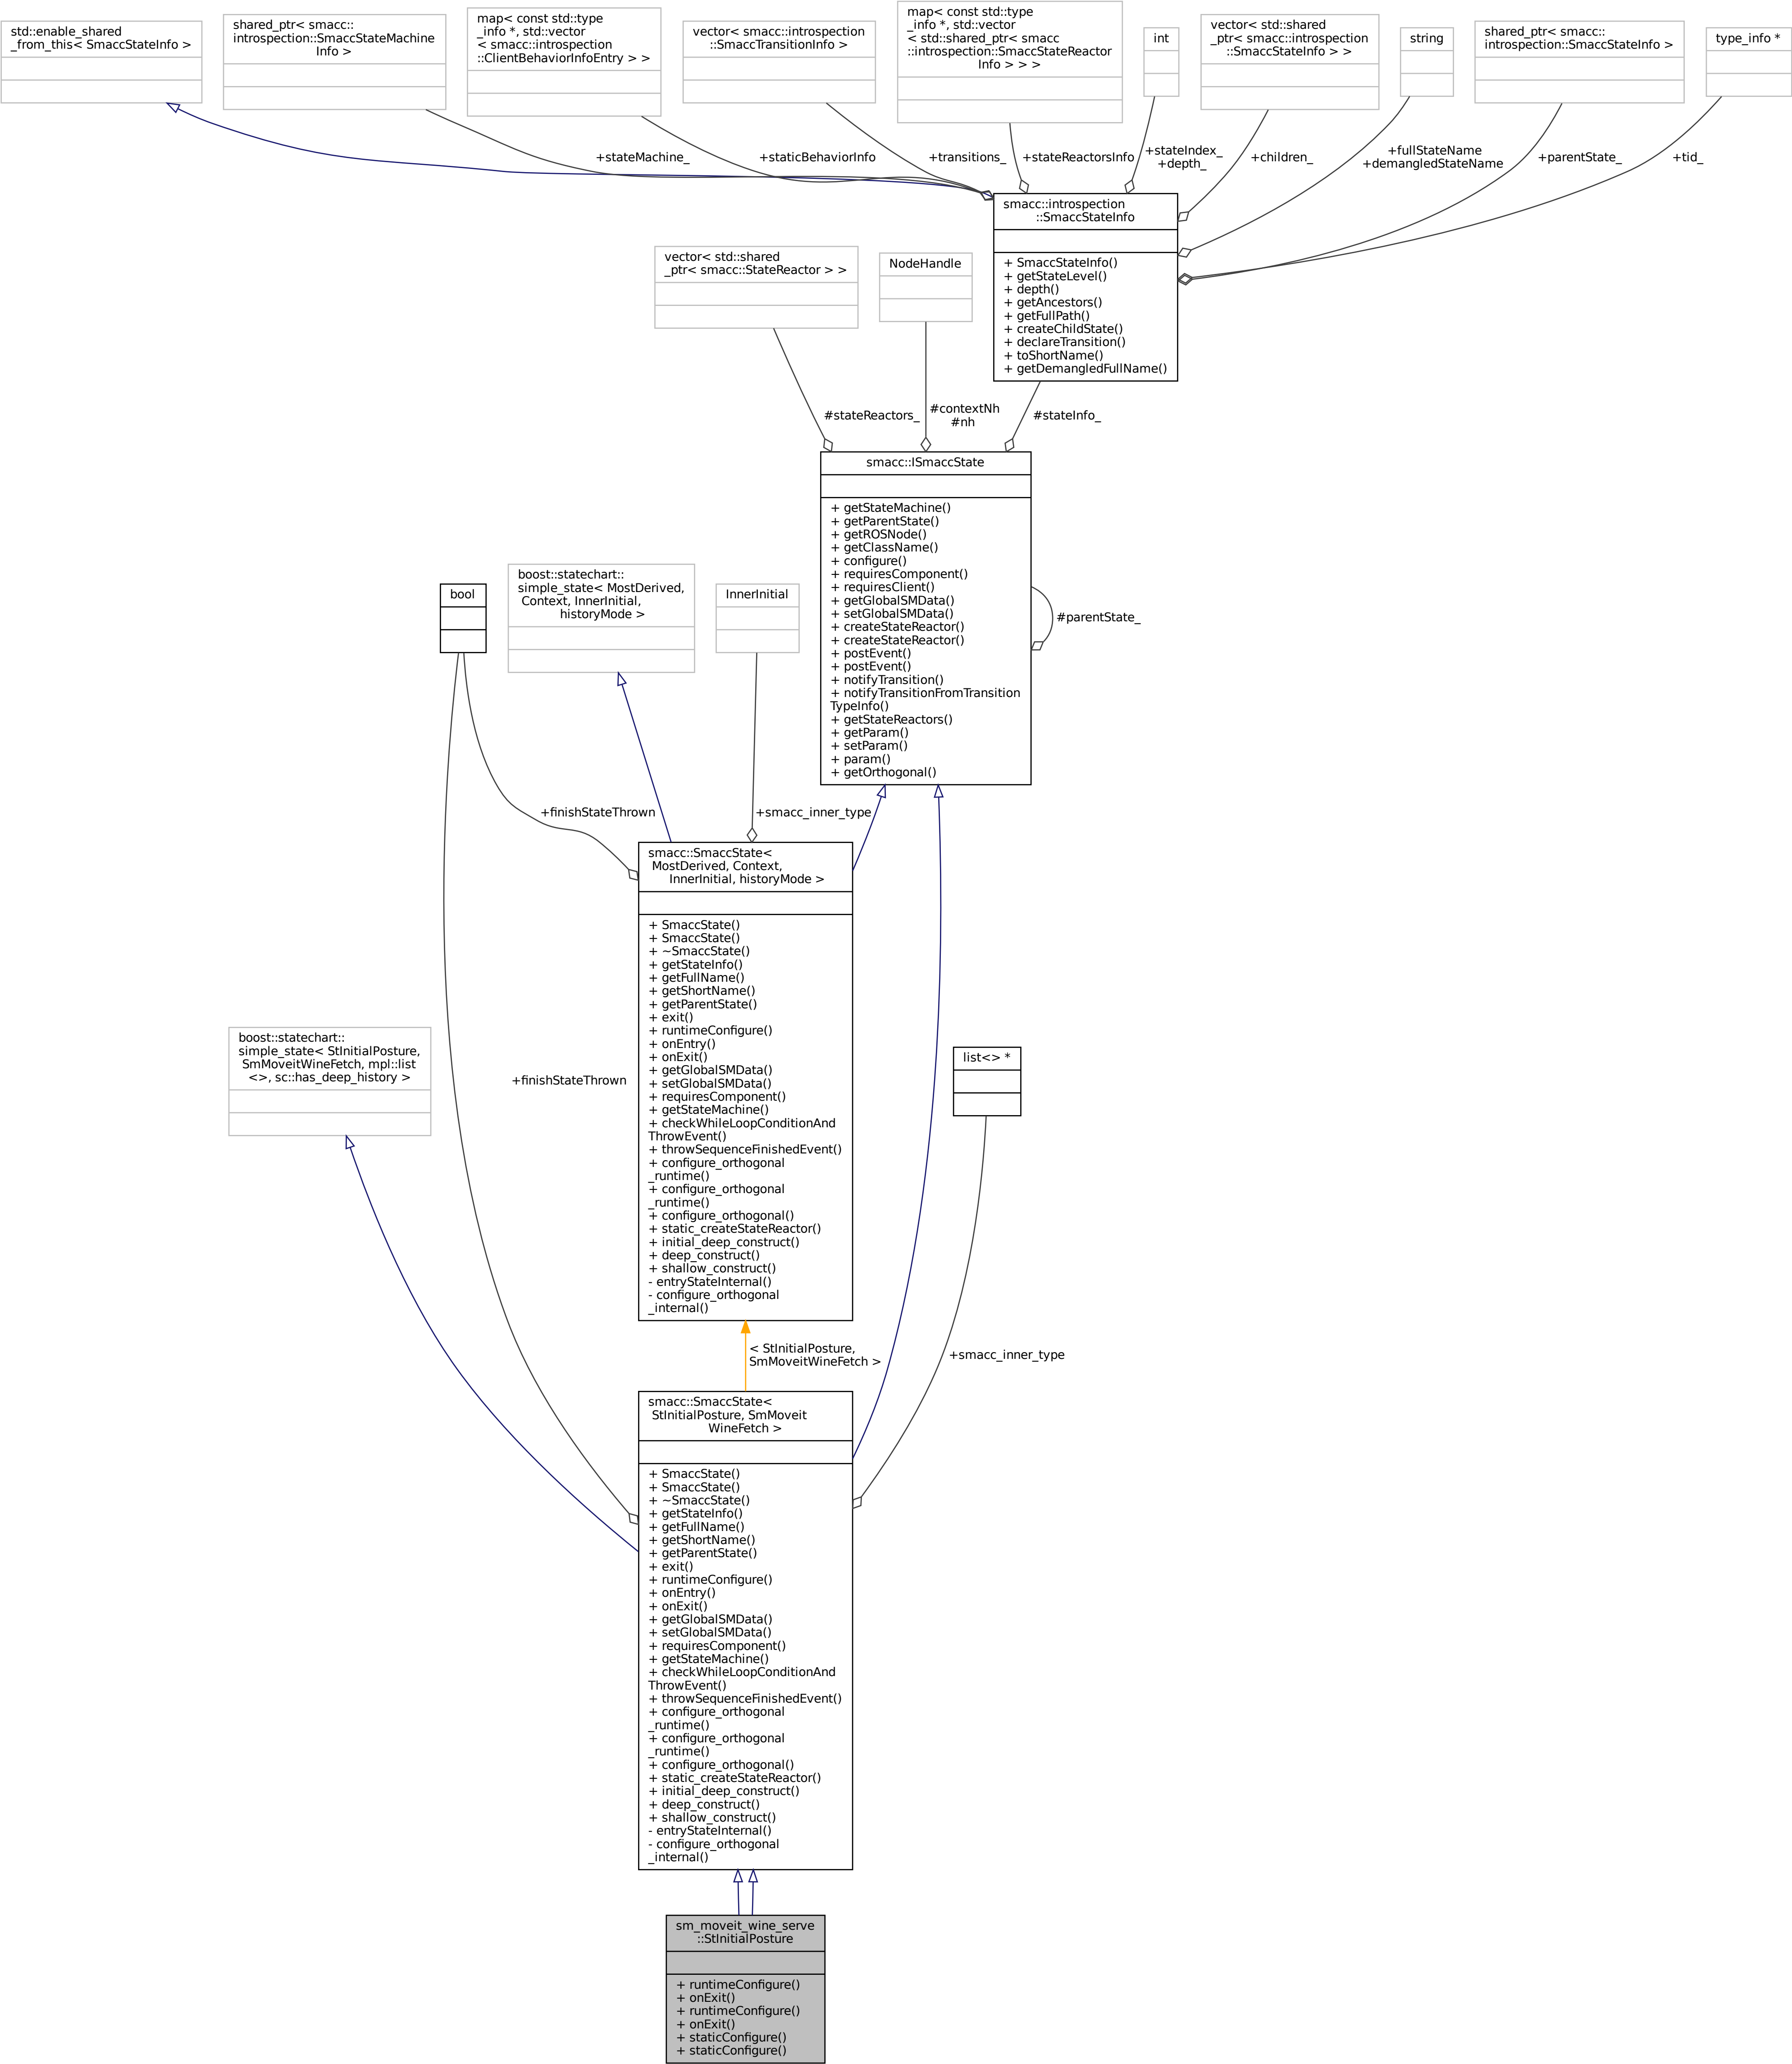 std::enable_shared
_from_this< SmaccStateInfo >
shared_ptr< smacc::
introspection::SmaccStateMachine
Info >
map< const std::type
_info *, std::vector
< smacc::introspection
::ClientBehaviorInfoEntry > >
vector< smacc::introspection
::SmaccTransitionInfo >
map< const std::type
_info *, std::vector
< std::shared_ptr< smacc
::introspection::SmaccStateReactor
Info > > >
int
vector< std::shared
_ptr< smacc::introspection
::SmaccStateInfo > >
string
shared_ptr< smacc::
introspection::SmaccStateInfo >
type_info *
+stateMachine_
+staticBehaviorInfo
+transitions_
+stateReactorsInfo
+stateIndex_
+depth_
+children_
+fullStateName
+demangledStateName
+parentState_
+tid_
smacc::introspection
::SmaccStateInfo
+ SmaccStateInfo()
+ getStateLevel()
+ depth()
+ getAncestors()
+ getFullPath()
+ createChildState()
+ declareTransition()
+ toShortName()
+ getDemangledFullName()
vector< std::shared
_ptr< smacc::StateReactor > >
NodeHandle
#stateReactors_
#contextNh
#nh
#stateInfo_
smacc::ISmaccState
+ getStateMachine()
+ getParentState()
+ getROSNode()
+ getClassName()
+ configure()
+ requiresComponent()
+ requiresClient()
+ getGlobalSMData()
+ setGlobalSMData()
+ createStateReactor()
+ createStateReactor()
+ postEvent()
+ postEvent()
+ notifyTransition()
+ notifyTransitionFromTransition
TypeInfo()
+ getStateReactors()
+ getParam()
+ setParam()
+ param()
+ getOrthogonal()
#parentState_
bool
boost::statechart::
simple_state< MostDerived,
Context, InnerInitial,
historyMode >
InnerInitial
+finishStateThrown
+smacc_inner_type
smacc::SmaccState<
MostDerived, Context,
InnerInitial, historyMode >
+ SmaccState()
+ SmaccState()
+ ~SmaccState()
+ getStateInfo()
+ getFullName()
+ getShortName()
+ getParentState()
+ exit()
+ runtimeConfigure()
+ onEntry()
+ onExit()
+ getGlobalSMData()
+ setGlobalSMData()
+ requiresComponent()
+ getStateMachine()
+ checkWhileLoopConditionAnd
ThrowEvent()
+ throwSequenceFinishedEvent()
+ configure_orthogonal
_runtime()
+ configure_orthogonal
_runtime()
+ configure_orthogonal()
+ static_createStateReactor()
+ initial_deep_construct()
+ deep_construct()
+ shallow_construct()
- entryStateInternal()
- configure_orthogonal
_internal()
boost::statechart::
simple_state< StInitialPosture,
SmMoveitWineFetch, mpl::list
<>, sc::has_deep_history >
+finishStateThrown
list<> *
< StInitialPosture,
SmMoveitWineFetch >
+smacc_inner_type
smacc::SmaccState<
StInitialPosture, SmMoveit
WineFetch >
+ SmaccState()
+ SmaccState()
+ ~SmaccState()
+ getStateInfo()
+ getFullName()
+ getShortName()
+ getParentState()
+ exit()
+ runtimeConfigure()
+ onEntry()
+ onExit()
+ getGlobalSMData()
+ setGlobalSMData()
+ requiresComponent()
+ getStateMachine()
+ checkWhileLoopConditionAnd
ThrowEvent()
+ throwSequenceFinishedEvent()
+ configure_orthogonal
_runtime()
+ configure_orthogonal
_runtime()
+ configure_orthogonal()
+ static_createStateReactor()
+ initial_deep_construct()
+ deep_construct()
+ shallow_construct()
- entryStateInternal()
- configure_orthogonal
_internal()
sm_moveit_wine_serve
::StInitialPosture
+ runtimeConfigure()
+ onExit()
+ runtimeConfigure()
+ onExit()
+ staticConfigure()
+ staticConfigure()